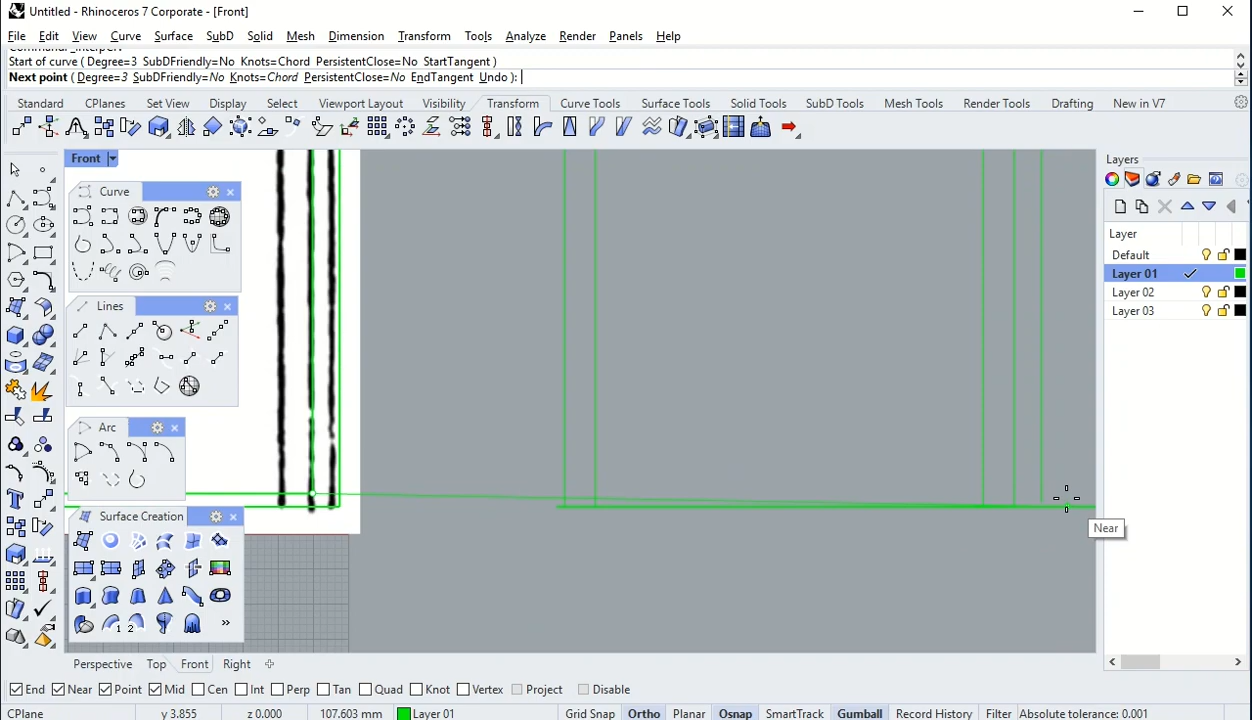 Untitled - Rhinoceros 7 Corporate - [Front]
File Edit View Curve Surface SubD Solid Mesh Dimension Transform Tools Analyze Render Panels Help
Start of curve ( Degree=3 SubDFriendly=No Knots=Chord PersistentClose=No StartTangent )
Next point ( Degree=3 SubDFriendly=No Knots=Chord PersistentClose=No EndTangent Undo ):
Standard CPlanes Set View Display Select Viewport Layout Visibility Transform Curve Tools Surface Tools Solid Tools SubD Tools Mesh Tools Render Tools Drafting New in V7
Front
Layers
Curve
Layer
Default
Layer 01
Layer 02
Layer 03
Lines
Arc
Surface Creation
Near
Perspective Top Front Right
End Near Point Mid Cen Int Perp Tan Quad Knot Vertex Project Disable
CPlane y 3.855 z 0.000 107.603 mm Layer 01 Grid Snap Ortho Planar Osnap SmartTrack Gumball Record History Filter Absolute tolerance: 0.001